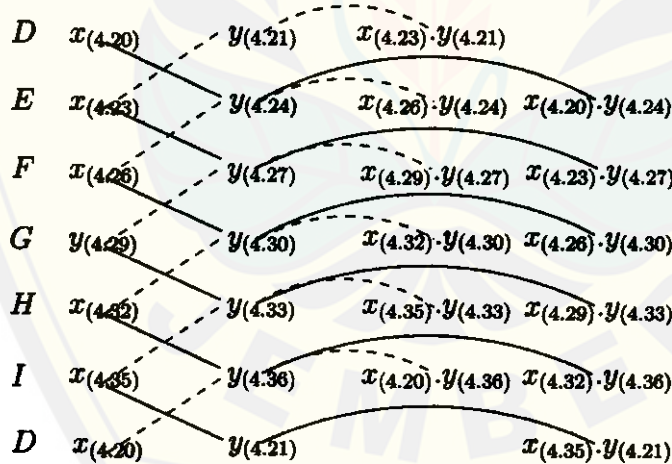 D x(4.20) y(4.21) x(4.23)·y(4.21)
E x(4.23) y(4.24) x(4.26)·y(4.24) x(4.20)·y(4.24)
F x(4.26) y(4.27) x(4.29)·y(4.27) x(4.23)·y(4.27)
G y(4.29) y(4.30) x(4.32)·y(4.30) x(4.26)·y(4.30)
H x(4.32) y(4.33) x(4.35)·y(4.33) x(4.29)·y(4.33)
I x(4.35) y(4.36) x(4.20)·y(4.36) x(4.32)·y(4.36)
D x(4.20) y(4.21) x(4.35)·y(4.21)
JEMBE